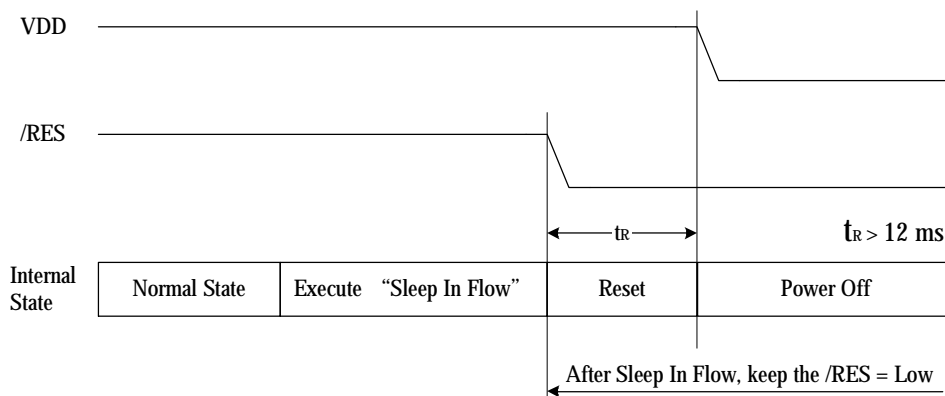 VDD
/RES
tR
tR > 12 ms
Internal
State
Normal State
Execute “Sleep In Flow”
Reset
Power Off
After Sleep In Flow, keep the /RES = Low